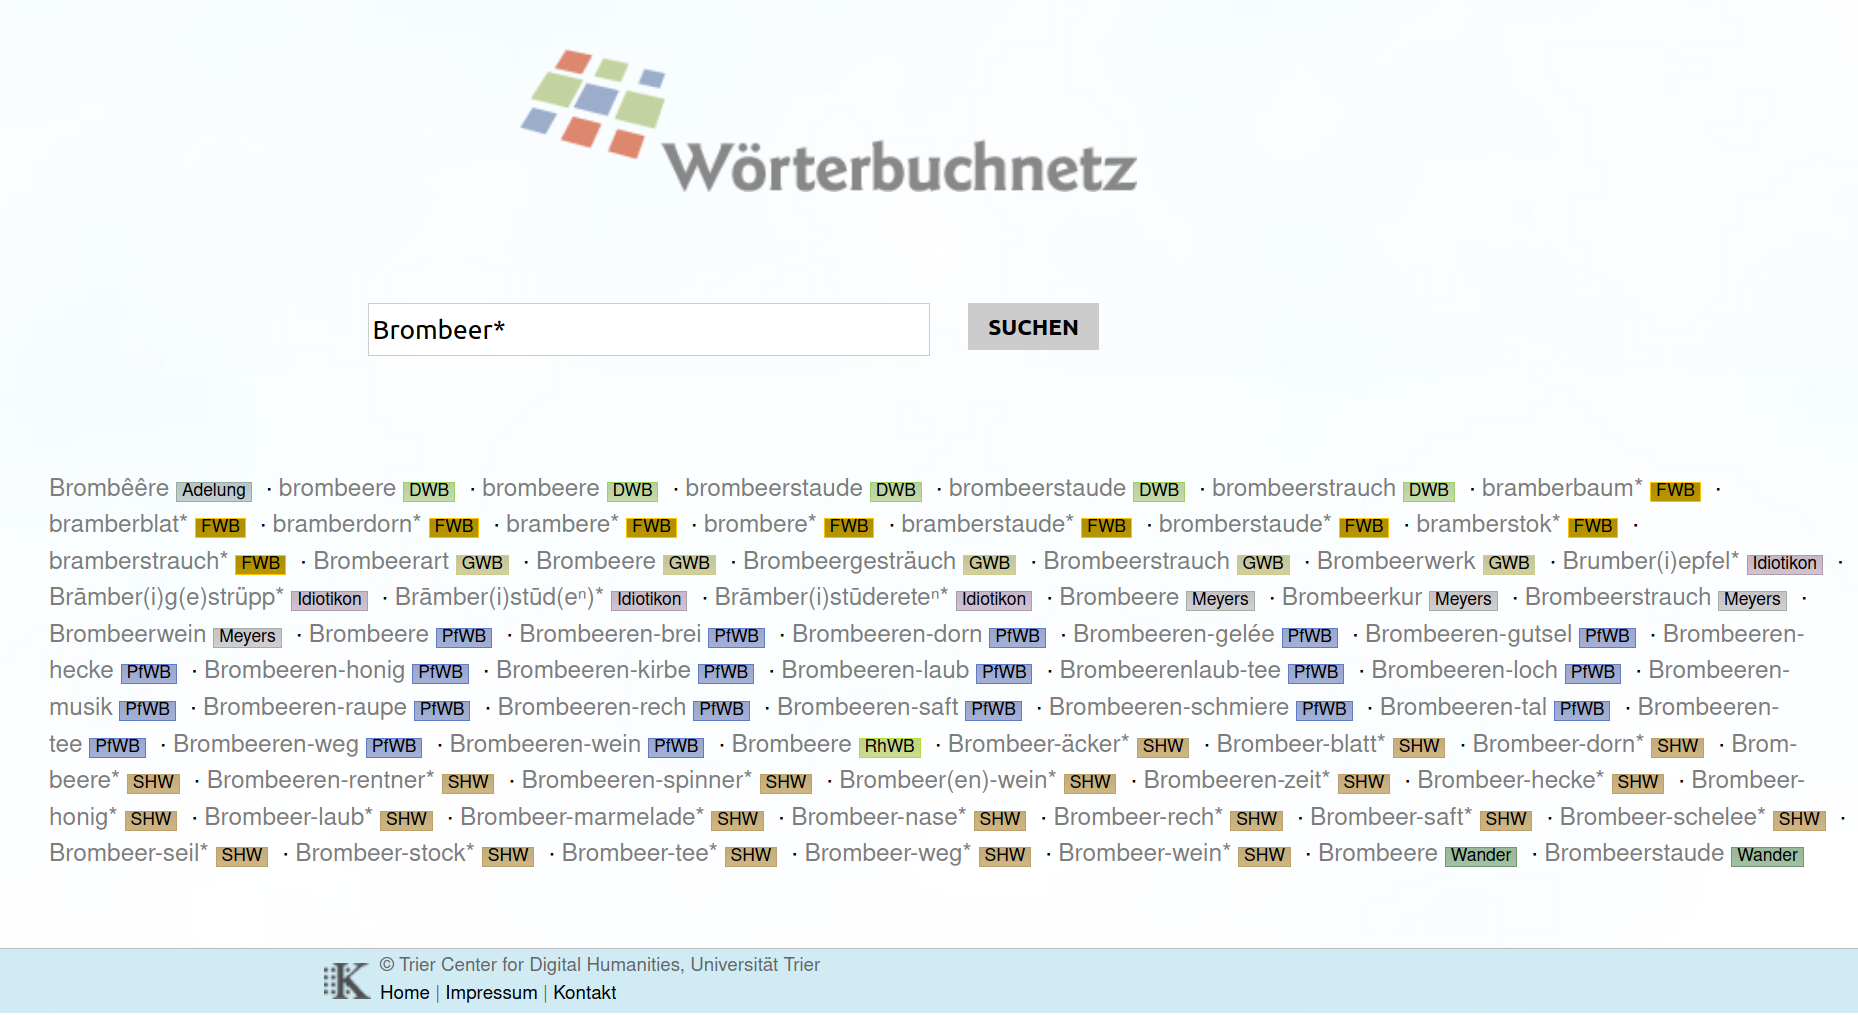 Wörterbuchnetz
Brombeer*
SUCHEN
Brombêêre Adelung · brombeere DWB · brombeere DWB · brombeerstaude DWB · brombeerstaude DWB · brombeerstrauch DWB · bramberbaum* FWB ·
bramberblat* FWB · bramberdorn* FWB · brambere* FWB · brombere* FWB · bramberstaude* FWB · bromberstaude* FWB · bramberstok* FWB ·
bramberstrauch* FWB · Brombeerart GWB · Brombeere GWB · Brombeergesträuch GWB · Brombeerstrauch GWB · Brombeerwerk GWB · Brumber(i)epfel* Idiotikon ·
Brāmber(i)g(e)strüpp* Idiotikon · Brāmber(i)stūd(eⁿ)* Idiotikon · Brāmber(i)stūdereteⁿ* Idiotikon · Brombeere Meyers · Brombeerkur Meyers · Brombeerstrauch Meyers ·
Brombeerwein Meyers · Brombeere PfWB · Brombeeren-brei PfWB · Brombeeren-dorn PfWB · Brombeeren-gelée PfWB · Brombeeren-gutsel PfWB · Brombeeren-
hecke PfWB · Brombeeren-honig PfWB · Brombeeren-kirbe PfWB · Brombeeren-laub PfWB · Brombeerenlaub-tee PfWB · Brombeeren-loch PfWB · Brombeeren-
musik PfWB · Brombeeren-raupe PfWB · Brombeeren-rech PfWB · Brombeeren-saft PfWB · Brombeeren-schmiere PfWB · Brombeeren-tal PfWB · Brombeeren-
tee PfWB · Brombeeren-weg PfWB · Brombeeren-wein PfWB · Brombeere RhWB · Brombeer-äcker* SHW · Brombeer-blatt* SHW · Brombeer-dorn* SHW · Brom-
beere* SHW · Brombeeren-rentner* SHW · Brombeeren-spinner* SHW · Brombeer(en)-wein* SHW · Brombeeren-zeit* SHW · Brombeer-hecke* SHW · Brombeer-
honig* SHW · Brombeer-laub* SHW · Brombeer-marmelade* SHW · Brombeer-nase* SHW · Brombeer-rech* SHW · Brombeer-saft* SHW · Brombeer-schelee* SHW ·
Brombeer-seil* SHW · Brombeer-stock* SHW · Brombeer-tee* SHW · Brombeer-weg* SHW · Brombeer-wein* SHW · Brombeere Wander · Brombeerstaude Wander
K
© Trier Center for Digital Humanities, Universität Trier
Home | Impressum | Kontakt